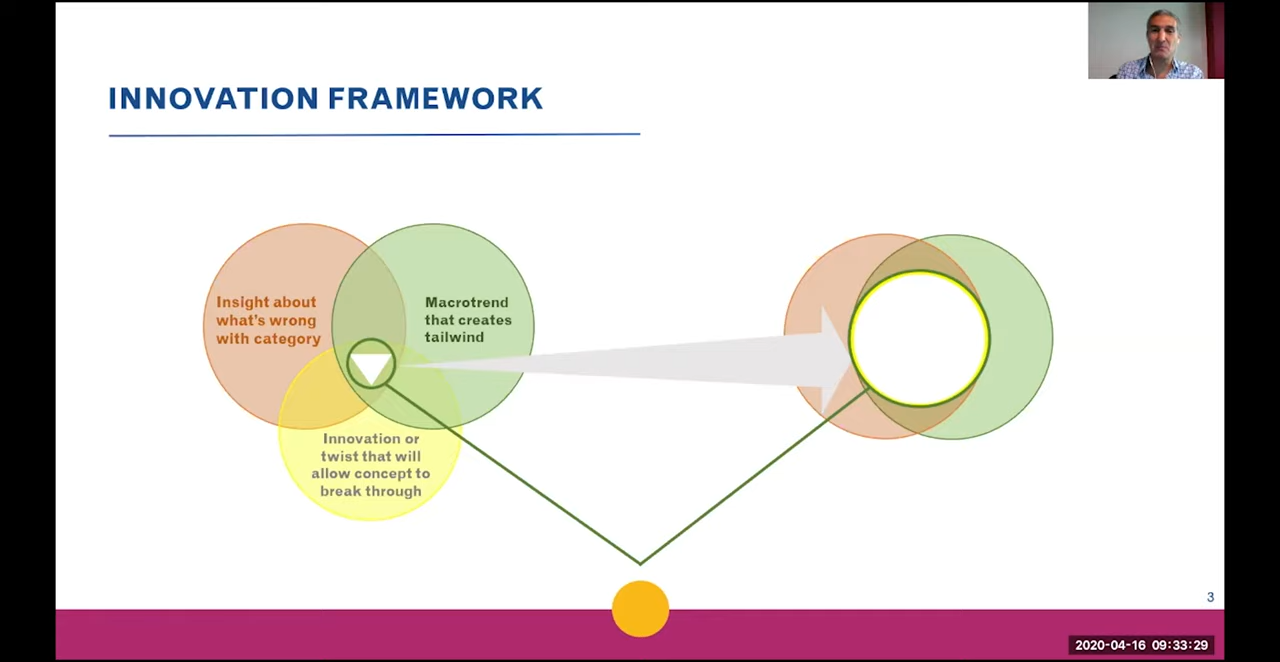 INNOVATION FRAMEWORK
Insight about
what's wrong
with category
Macrotrend
that creates
tailwind
Innovation or
twist that will
allow concept to
break through
3
2020-04-16 09:33:29